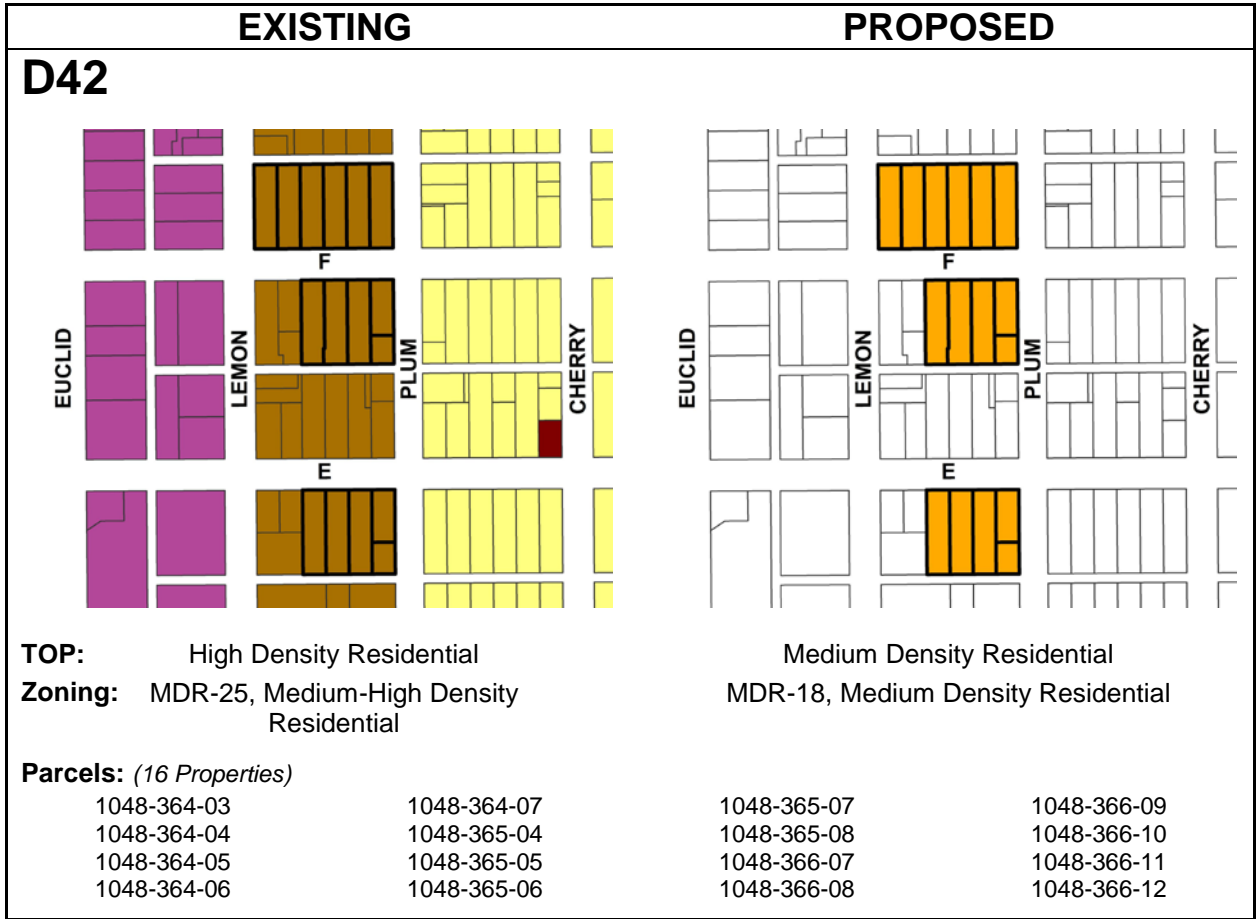 EXISTING PROPOSED
D42
F
EUCLID LEMON PLUM CHERRY
E
F
EUCLID LEMON PLUM CHERRY
E
TOP: High Density Residential Medium Density Residential
Zoning: MDR-25, Medium-High Density MDR-18, Medium Density Residential
Residential
Parcels: (16 Properties)
1048-364-03 1048-364-07 1048-365-07 1048-366-09
1048-364-04 1048-365-04 1048-365-08 1048-366-10
1048-364-05 1048-365-05 1048-366-07 1048-366-11
1048-364-06 1048-365-06 1048-366-08 1048-366-12